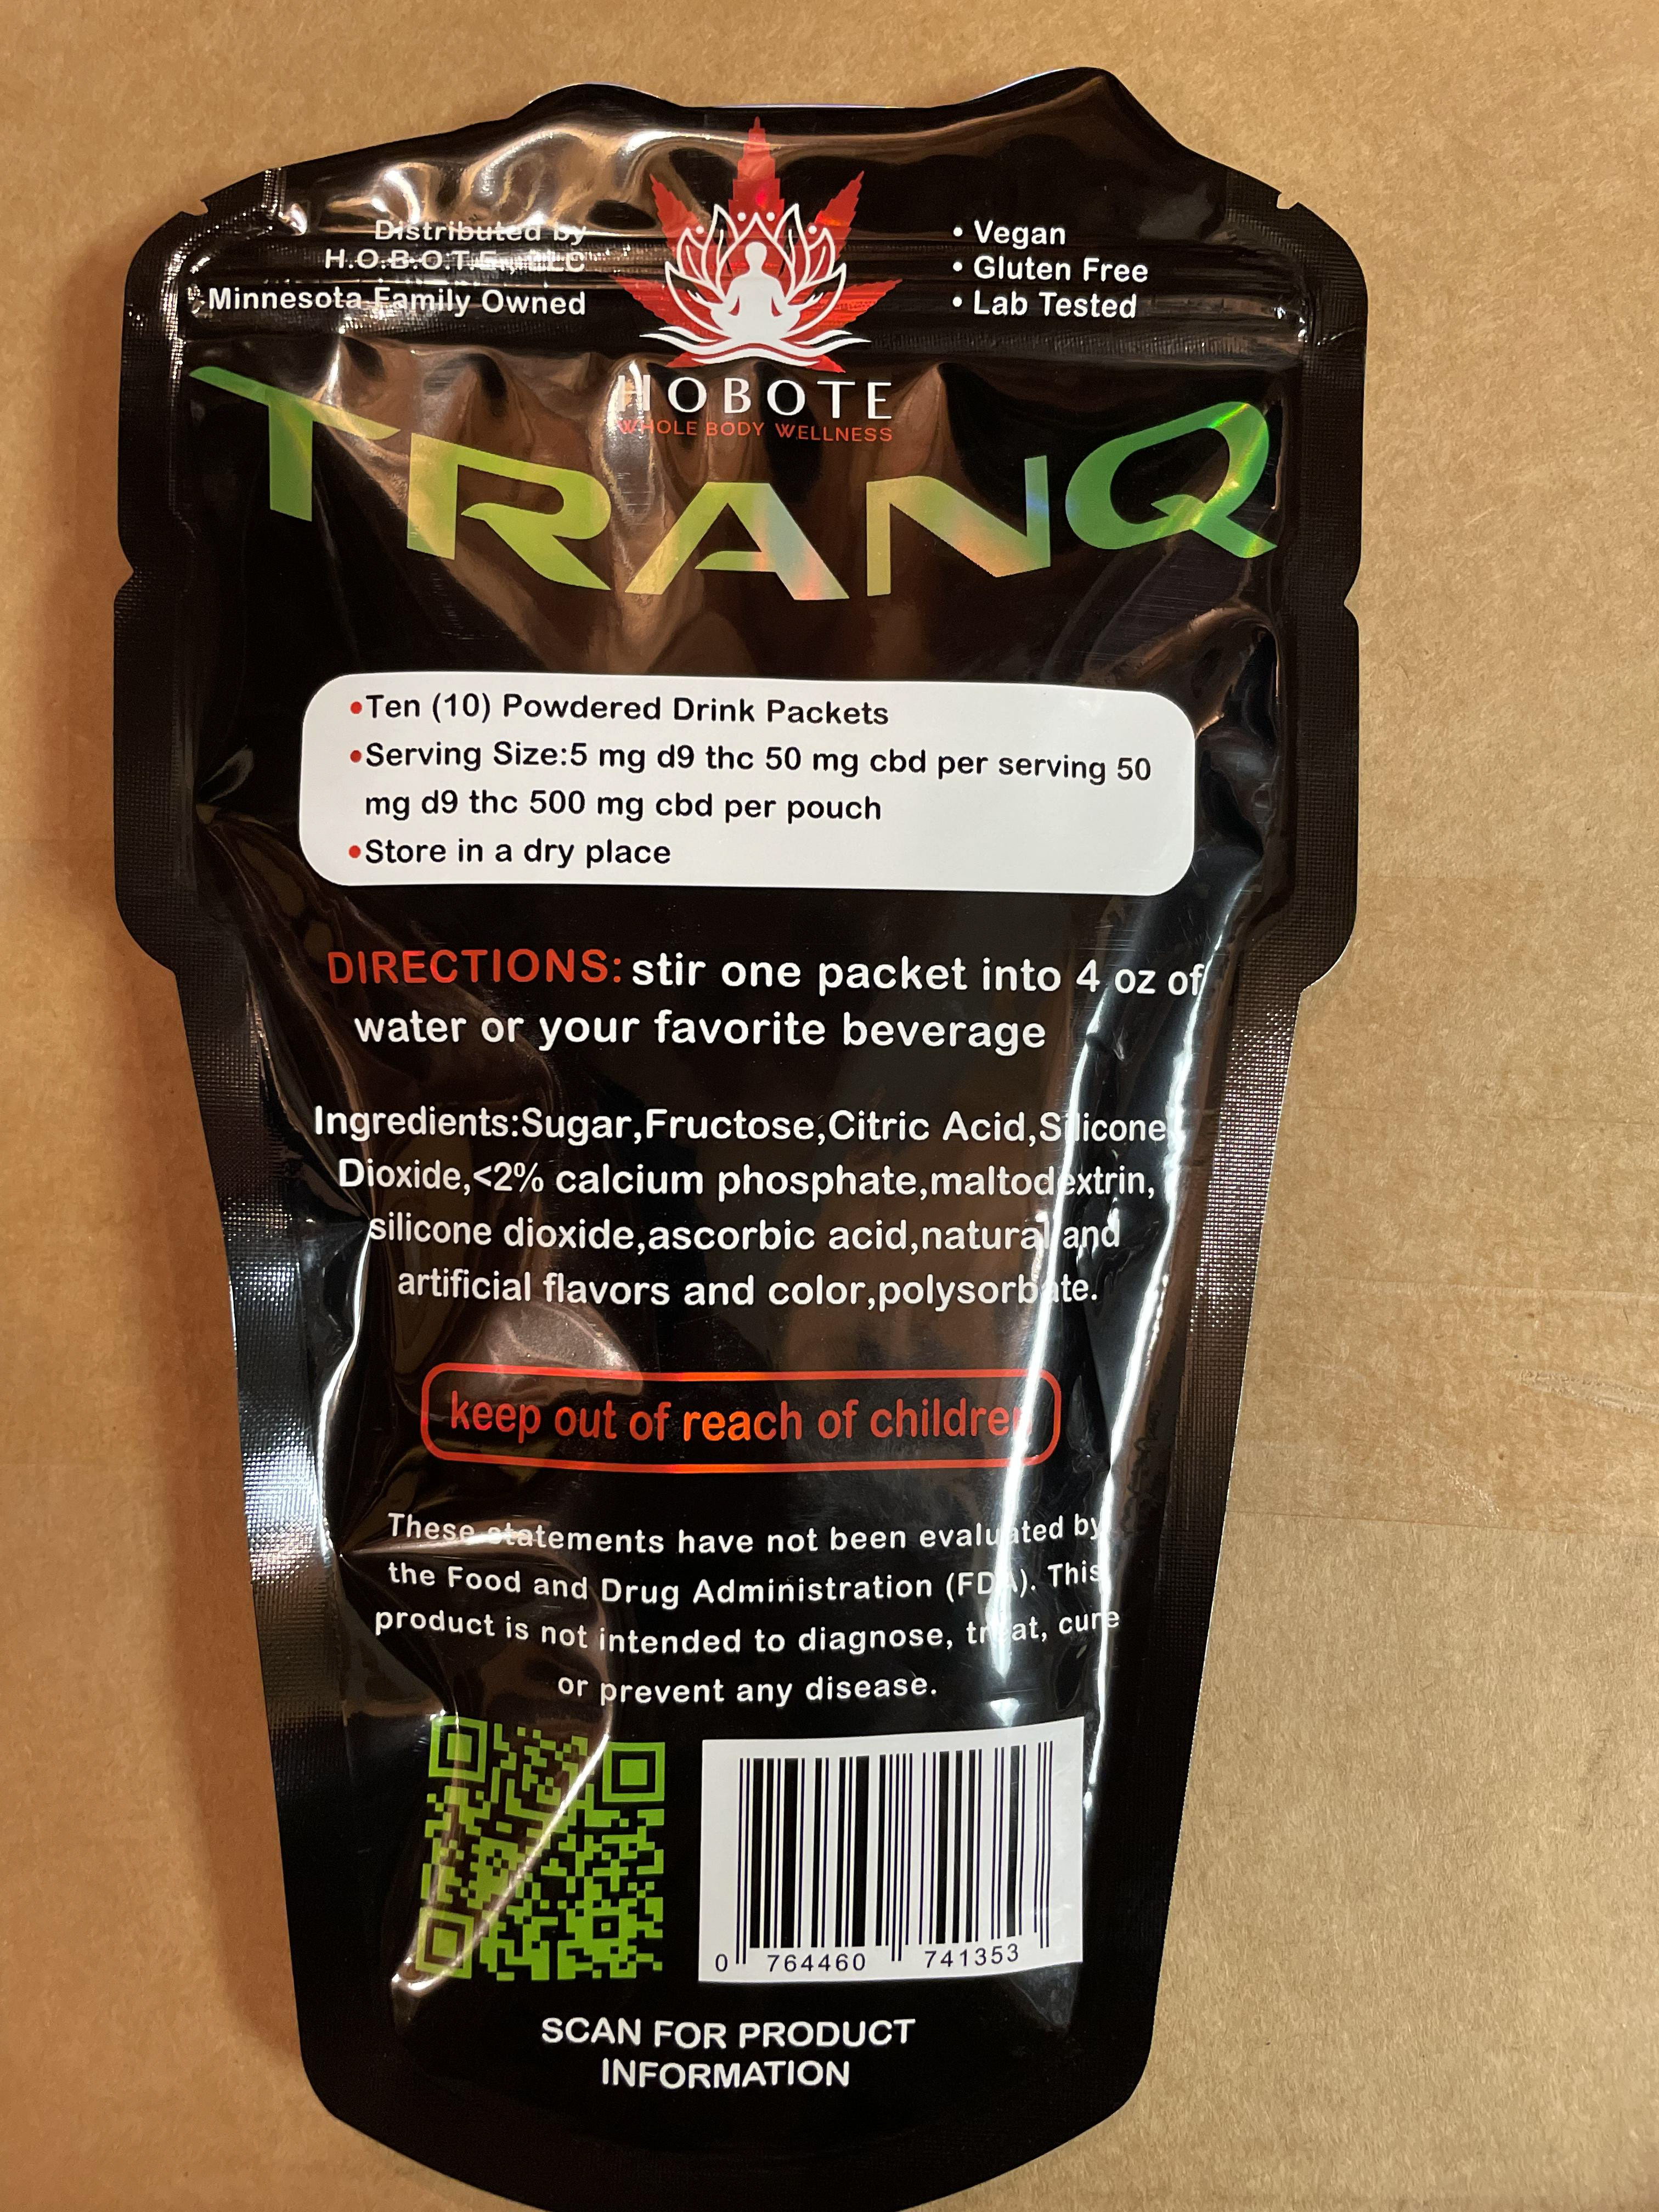 Distributed by
H.O.B.O.T.E., LLC
Minnesota Family Owned
• Vegan
• Gluten Free
• Lab Tested
HOBOTE
WHOLE BODY WELLNESS
TRANQ
•Ten (10) Powdered Drink Packets
•Serving Size:5 mg d9 thc 50 mg cbd per serving 50
mg d9 thc 500 mg cbd per pouch
•Store in a dry place
DIRECTIONS: stir one packet into 4 oz of
water or your favorite beverage
Ingredients:Sugar,Fructose,Citric Acid,Silicone
Dioxide,<2% calcium phosphate,maltodextrin,
silicone dioxide,ascorbic acid,natural and
artificial flavors and color,polysorbate.
keep out of reach of children
These statements have not been evaluated by
the Food and Drug Administration (FDA). This
product is not intended to diagnose, treat, cure
or prevent any disease.
0 764460 741353
SCAN FOR PRODUCT
INFORMATION